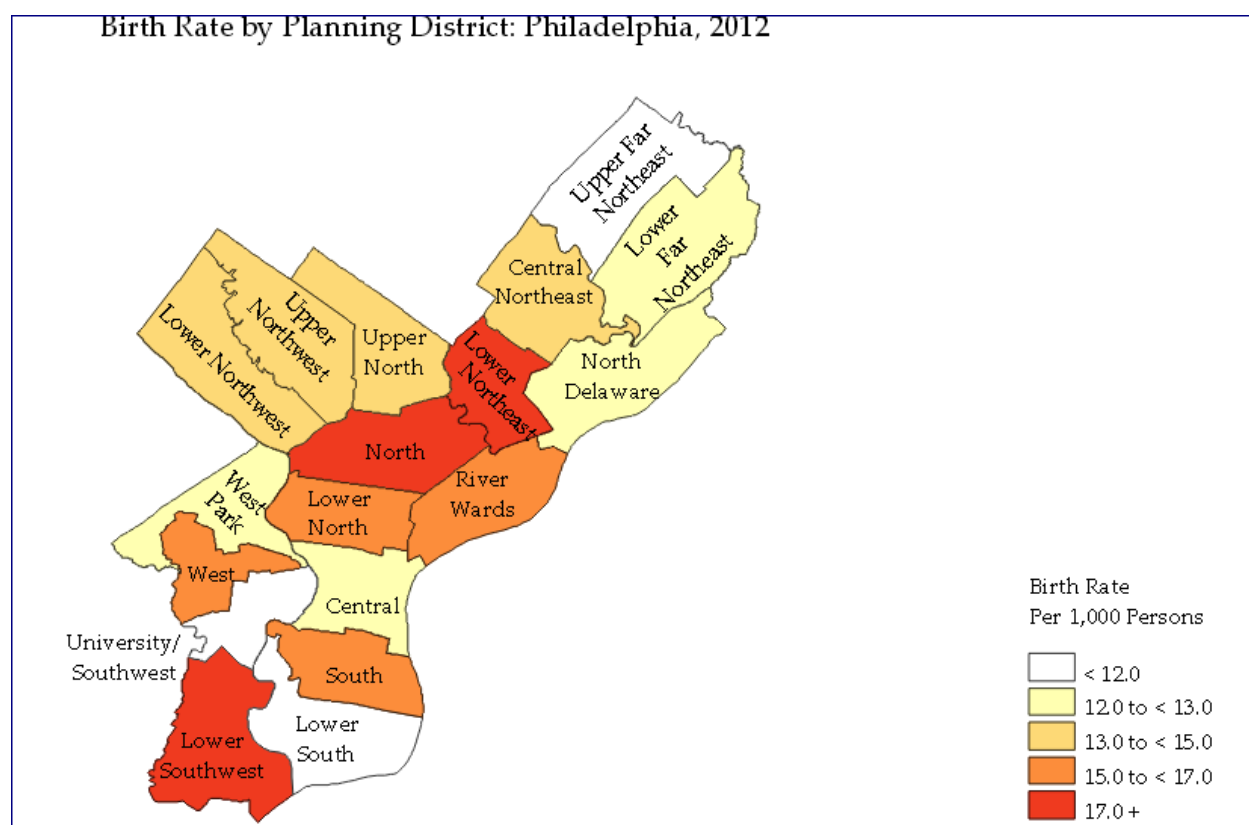 Birth Rate by Planning District: Philadelphia, 2012
Upper Far
Northeast
Lower
Far
Northeast
Central
Northeast
Upper
Northwest
Lower Northwest
Upper
North
Lower
Northeast
North
Delaware
North
River
Wards
Lower
North
West
Park
West
Central
University/
Southwest
South
Lower
South
Lower
Southwest
Birth Rate
Per 1,000 Persons
< 12.0
12.0 to < 13.0
13.0 to < 15.0
15.0 to < 17.0
17.0 +